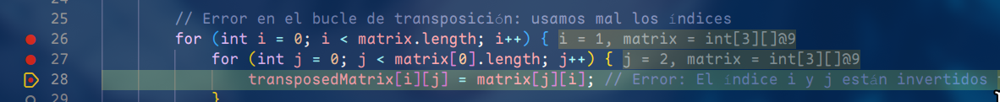 25 // Error en el bucle de transposición: usamos mal los índices
26 for (int i = 0; i < matrix.length; i++) { i = 1, matrix = int[3][]@9
27 for (int j = 0; j < matrix[0].length; j++) { j = 2, matrix = int[3][]@9
28 transposedMatrix[i][j] = matrix[j][i]; // Error: El índice i y j están invertidos
29 }